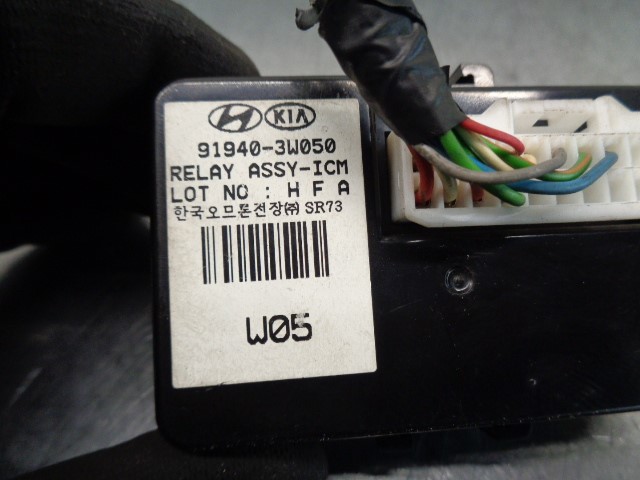 KIA
91940-3W050
RELAY ASSY-ICM
LOT NO : H F A
한국오므론전장㈜ SR73
W05